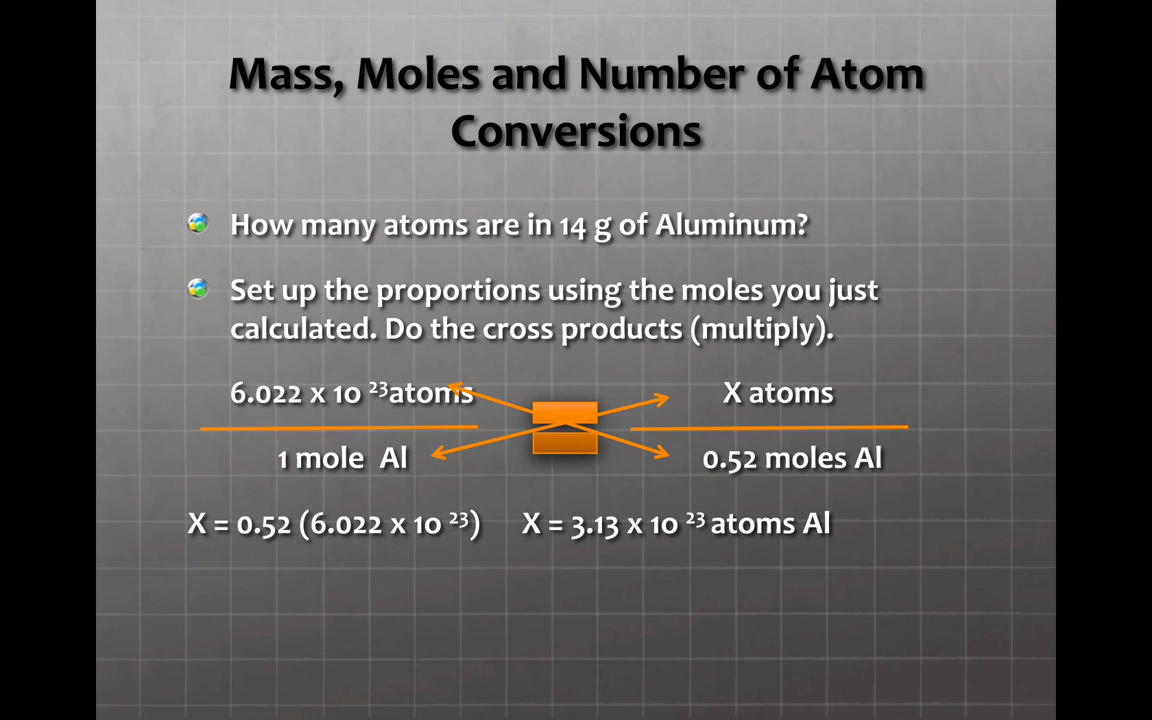 Mass, Moles and Number of Atom
Conversions
How many atoms are in 14 g of Aluminum?
Set up the proportions using the moles you just
calculated. Do the cross products (multiply).
6.022 x 10 ²³atoms X atoms
1 mole Al 0.52 moles Al
X = 0.52 (6.022 x 10 ²³) X = 3.13 x 10 ²³ atoms Al